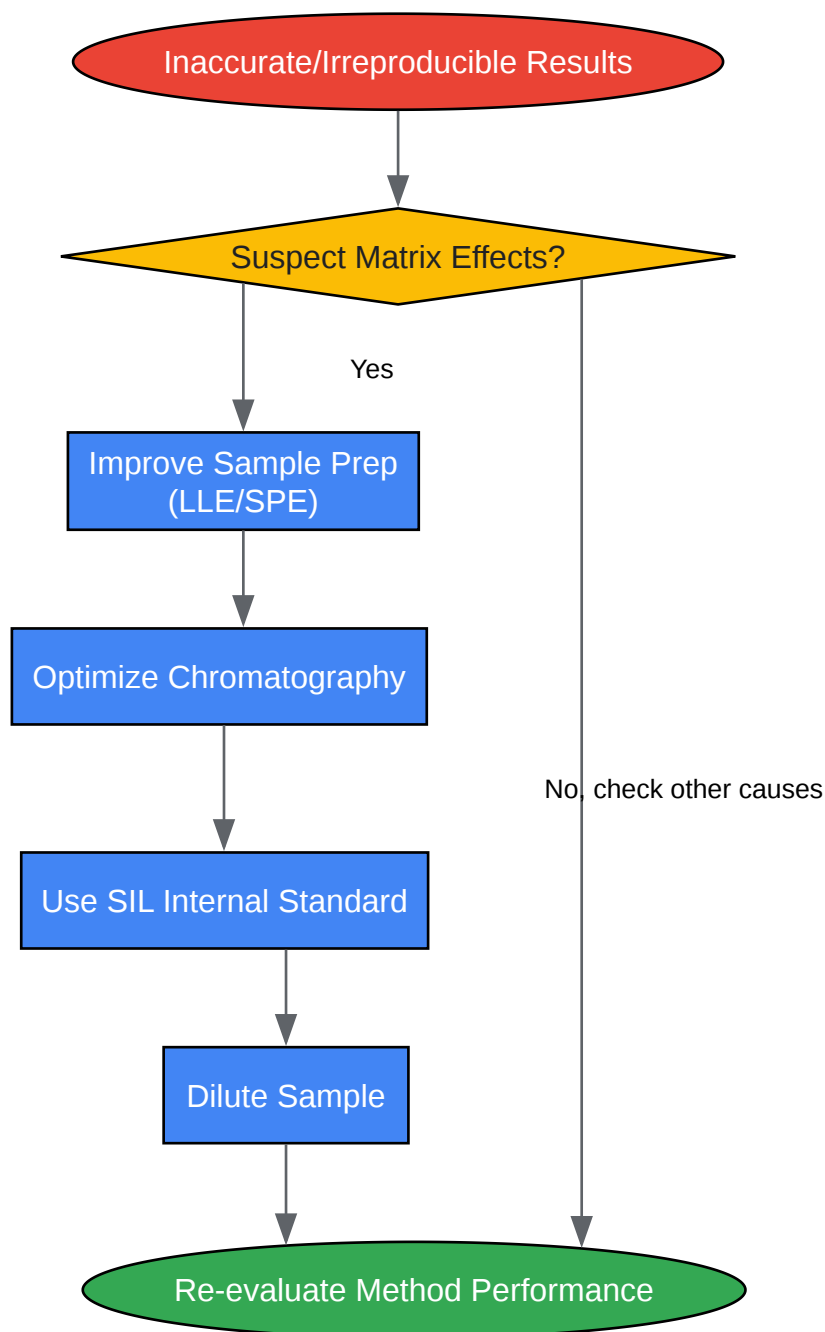 Inaccurate/Irreproducible Results
Suspect Matrix Effects?
Yes
Improve Sample Prep
(LLE/SPE)
Optimize Chromatography
No, check other causes
Use SIL Internal Standard
Dilute Sample
Re-evaluate Method Performance